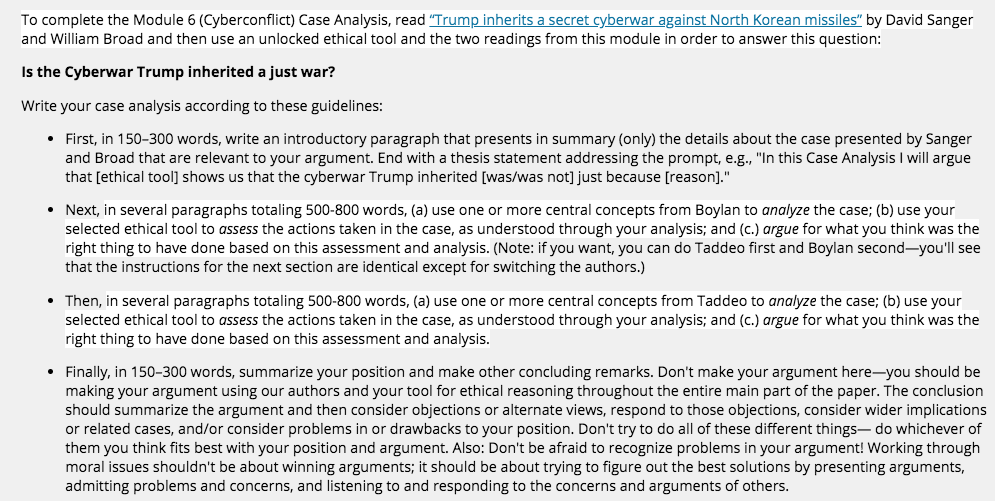 To complete the Module 6 (Cyberconflict) Case Analysis, read “Trump inherits a secret cyberwar against North Korean missiles” by David Sanger
and William Broad and then use an unlocked ethical tool and the two readings from this module in order to answer this question:
Is the Cyberwar Trump inherited a just war?
Write your case analysis according to these guidelines:
• First, in 150–300 words, write an introductory paragraph that presents in summary (only) the details about the case presented by Sanger
and Broad that are relevant to your argument. End with a thesis statement addressing the prompt, e.g., "In this Case Analysis I will argue
that [ethical tool] shows us that the cyberwar Trump inherited [was/was not] just because [reason]."
• Next, in several paragraphs totaling 500-800 words, (a) use one or more central concepts from Boylan to analyze the case; (b) use your
selected ethical tool to assess the actions taken in the case, as understood through your analysis; and (c.) argue for what you think was the
right thing to have done based on this assessment and analysis. (Note: if you want, you can do Taddeo first and Boylan second—you'll see
that the instructions for the next section are identical except for switching the authors.)
• Then, in several paragraphs totaling 500-800 words, (a) use one or more central concepts from Taddeo to analyze the case; (b) use your
selected ethical tool to assess the actions taken in the case, as understood through your analysis; and (c.) argue for what you think was the
right thing to have done based on this assessment and analysis.
• Finally, in 150–300 words, summarize your position and make other concluding remarks. Don't make your argument here—you should be
making your argument using our authors and your tool for ethical reasoning throughout the entire main part of the paper. The conclusion
should summarize the argument and then consider objections or alternate views, respond to those objections, consider wider implications
or related cases, and/or consider problems in or drawbacks to your position. Don't try to do all of these different things— do whichever of
them you think fits best with your position and argument. Also: Don't be afraid to recognize problems in your argument! Working through
moral issues shouldn't be about winning arguments; it should be about trying to figure out the best solutions by presenting arguments,
admitting problems and concerns, and listening to and responding to the concerns and arguments of others.